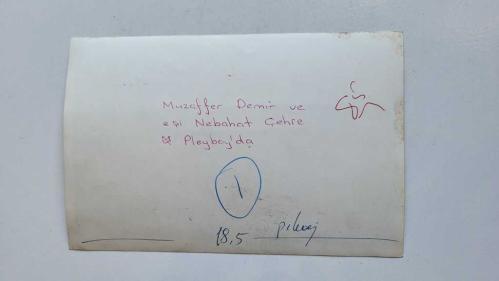 Muzaffer Demir ve
eşi Nebahat Çehre
Pleyboy'da
1
18.5